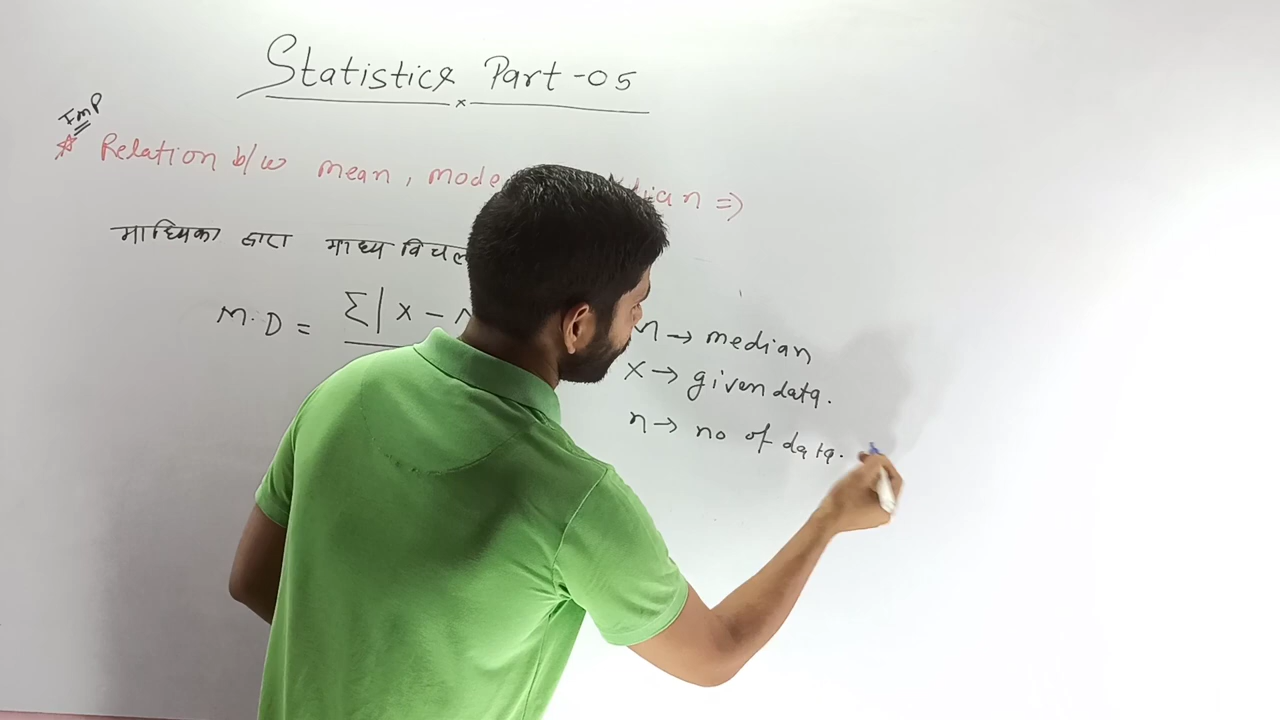 Statistics Part-05
Imp
* Relation b/w mean, mode =>
माध्यिका द्वारा माध्य विचल
M.D = Σ|x-
M → median
x → given data.
n → no of data.